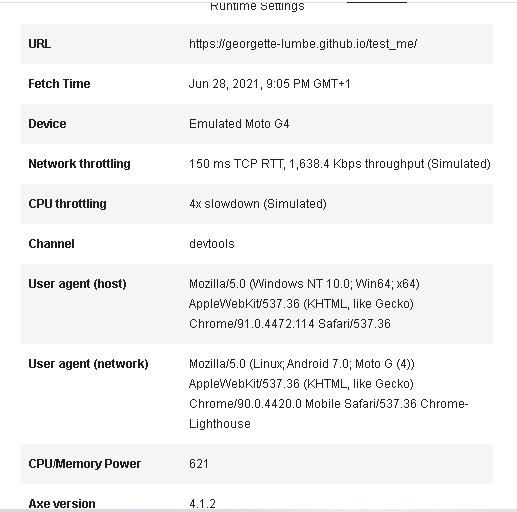 Runtime Settings
URL https://georgette-lumbe.github.io/test_me/
Fetch Time Jun 28, 2021, 9:05 PM GMT+1
Device Emulated Moto G4
Network throttling 150 ms TCP RTT, 1,638.4 Kbps throughput (Simulated)
CPU throttling 4x slowdown (Simulated)
Channel devtools
User agent (host) Mozilla/5.0 (Windows NT 10.0; Win64; x64)
AppleWebKit/537.36 (KHTML, like Gecko)
Chrome/91.0.4472.114 Safari/537.36
User agent (network) Mozilla/5.0 (Linux; Android 7.0; Moto G (4))
AppleWebKit/537.36 (KHTML, like Gecko)
Chrome/90.0.4420.0 Mobile Safari/537.36 Chrome-
Lighthouse
CPU/Memory Power 621
Axe version 4.1.2